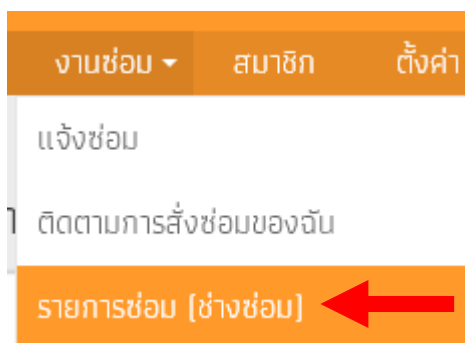 งานซ่อม สมาชิก ตั้งค่า
แจ้งซ่อม
ติดตามการสั่งซ่อมของฉัน
รายการซ่อม (ช่างซ่อม)